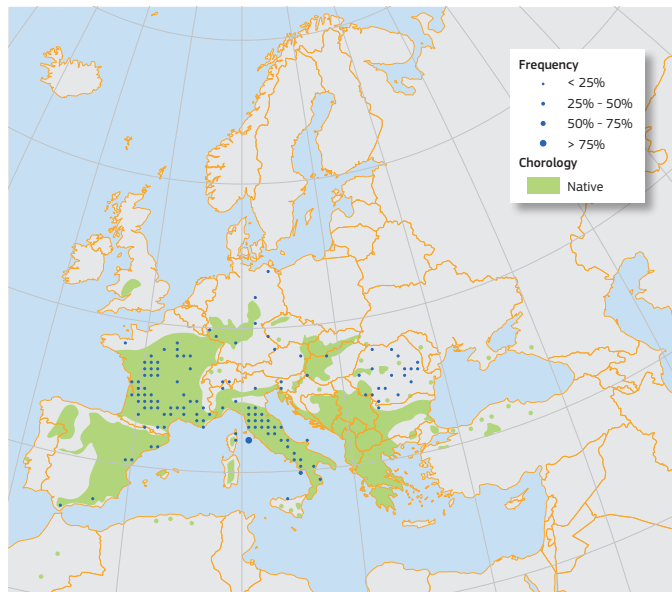 Frequency
< 25%
25% - 50%
50% - 75%
> 75%
Chorology
Native